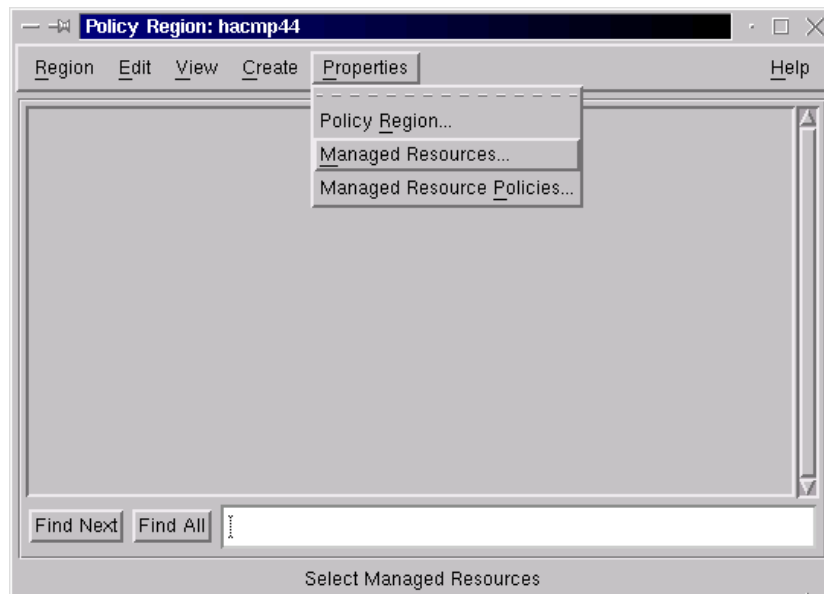 Policy Region: hacmp44
Region Edit View Create Properties Help
Policy Region...
Managed Resources...
Managed Resource Policies...
Find Next Find All
Select Managed Resources